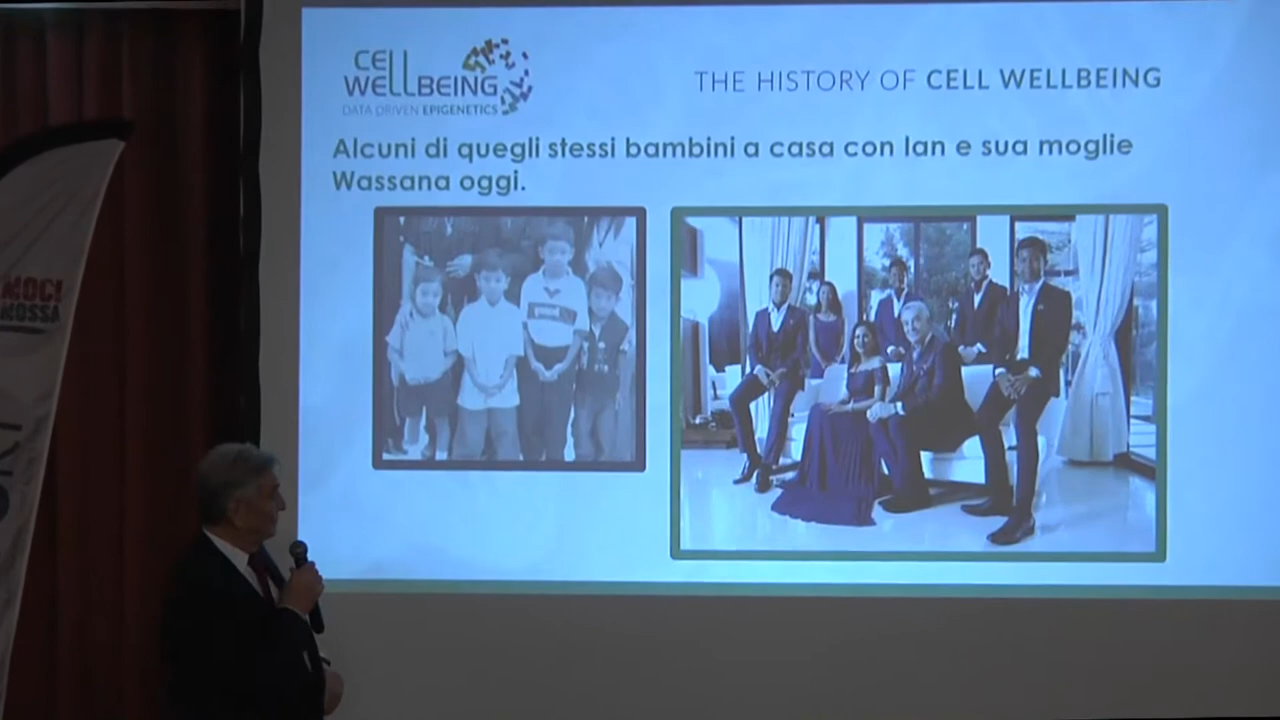 CELL
WELLBEING
DATA DRIVEN EPIGENETICS
THE HISTORY OF CELL WELLBEING
Alcuni di quegli stessi bambini a casa con Ian e sua moglie
Wassana oggi.